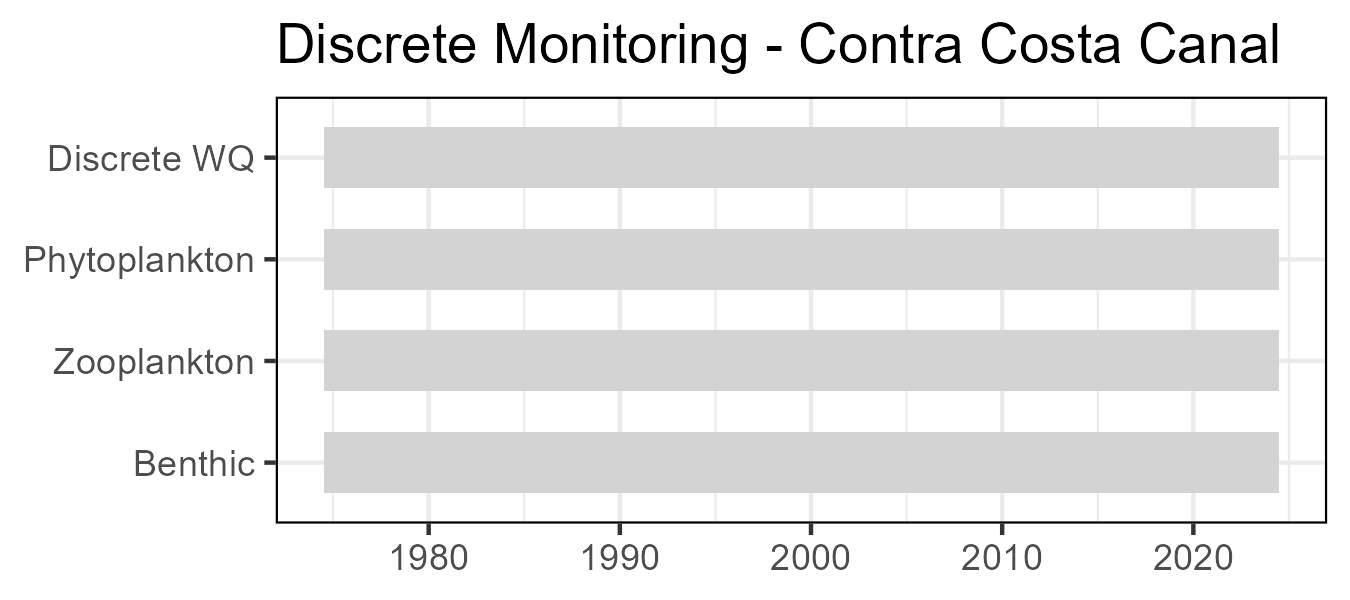 Discrete Monitoring - Contra Costa Canal
Discrete WQ
Phytoplankton
Zooplankton
Benthic
1980 1990 2000 2010 2020